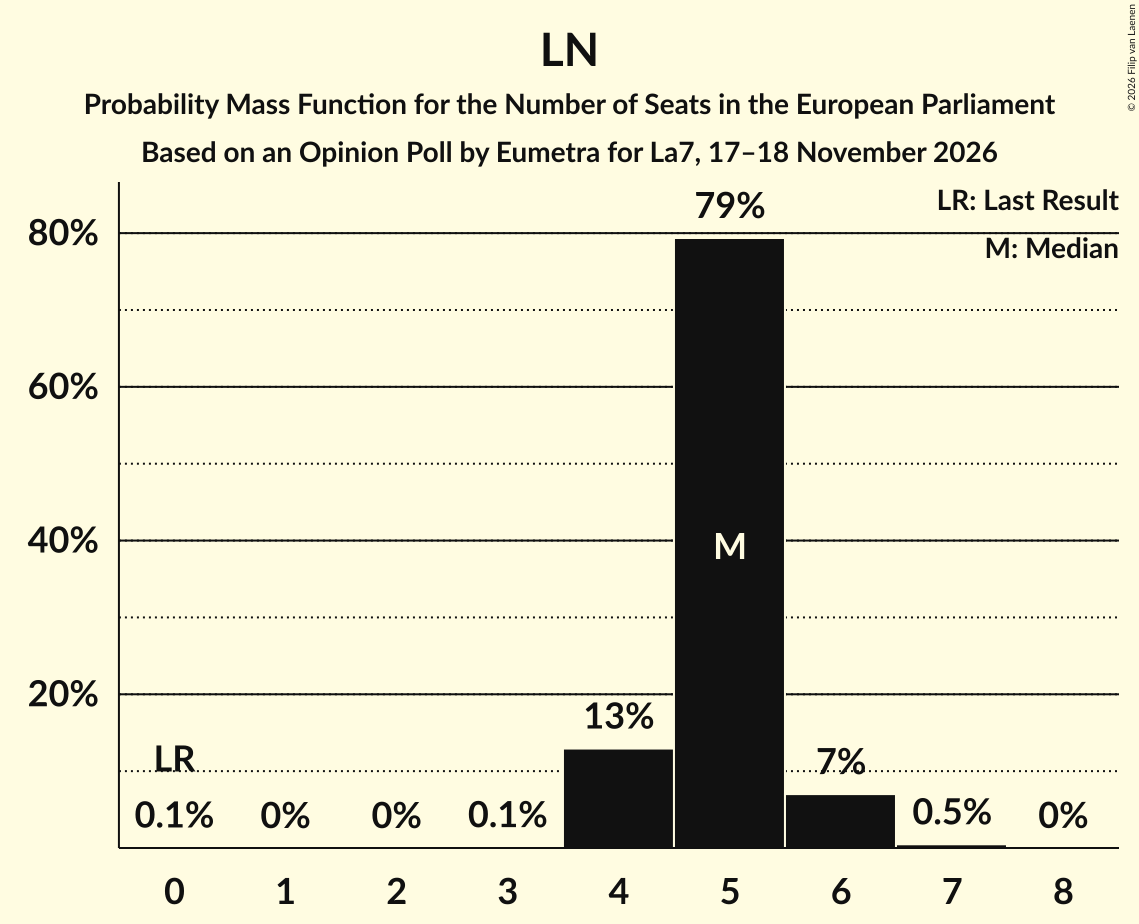 LN
Probability Mass Function for the Number of Seats in the European Parliament
Based on an Opinion Poll by Eumetra for La7, 17–18 November 2026
© 2026 Filip van Laenen
LR: Last Result
M: Median
80%
60%
40%
20%
79%
M
13%
7%
LR
0.1%
0%
0%
0.1%
0.5%
0%
0 1 2 3 4 5 6 7 8